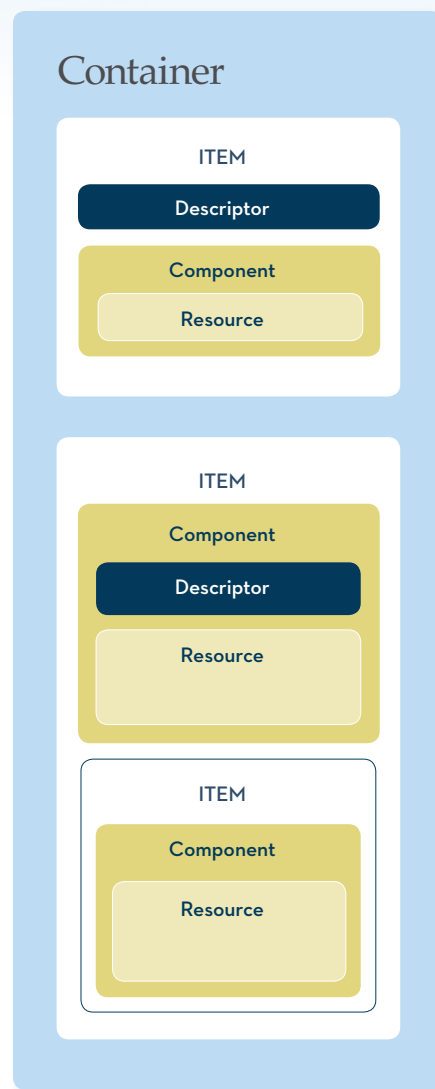 Container
ITEM
Descriptor
Component
Resource
ITEM
Component
Descriptor
Resource
ITEM
Component
Resource